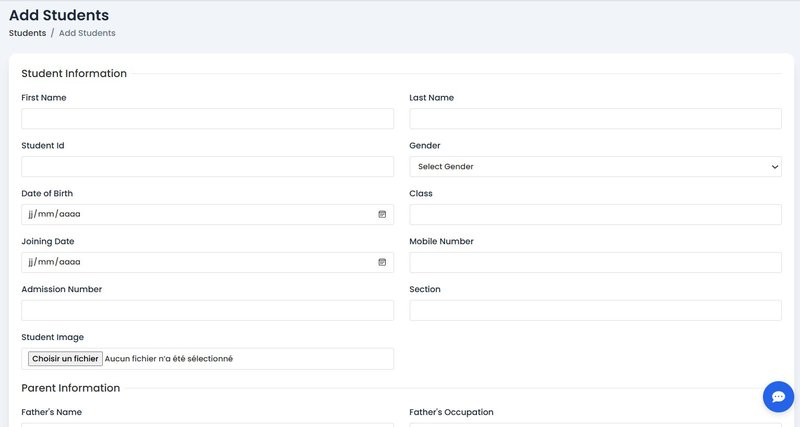 Add Students
Students / Add Students
Student Information
First Name
Last Name
Student Id
Gender
Select Gender
Date of Birth
Class
jj/mm/aaaa
Joining Date
Mobile Number
jj/mm/aaaa
Admission Number
Section
Student Image
Choisir un fichier Aucun fichier n'a été sélectionné
Parent Information
Father's Name
Father's Occupation